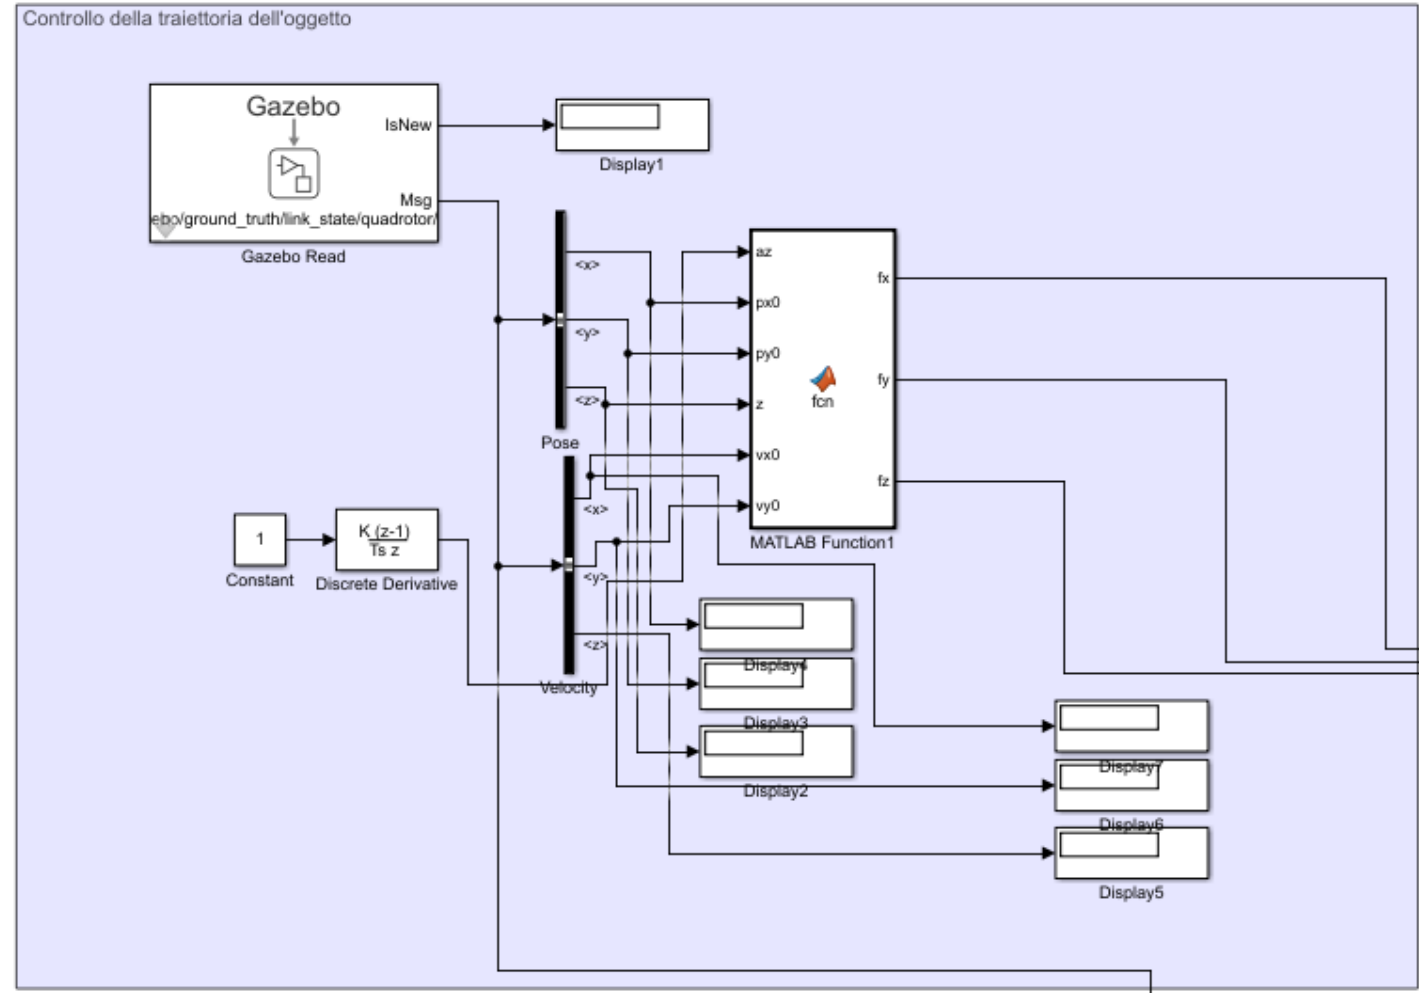 Controllo della traiettoria dell'oggetto
Gazebo
IsNew
Msg
ebo/ground_truth/link_state/quadrotor/
Gazebo Read
Display1
<x>
<y>
<z>
Pose
az
px0
py0
z
vx0
vy0
fcn
fx
fy
fz
MATLAB Function1
<x>
<y>
<z>
Velocity
1
Constant
K (z-1)
Ts z
Discrete Derivative
Display4
Display3
Display2
Display7
Display6
Display5